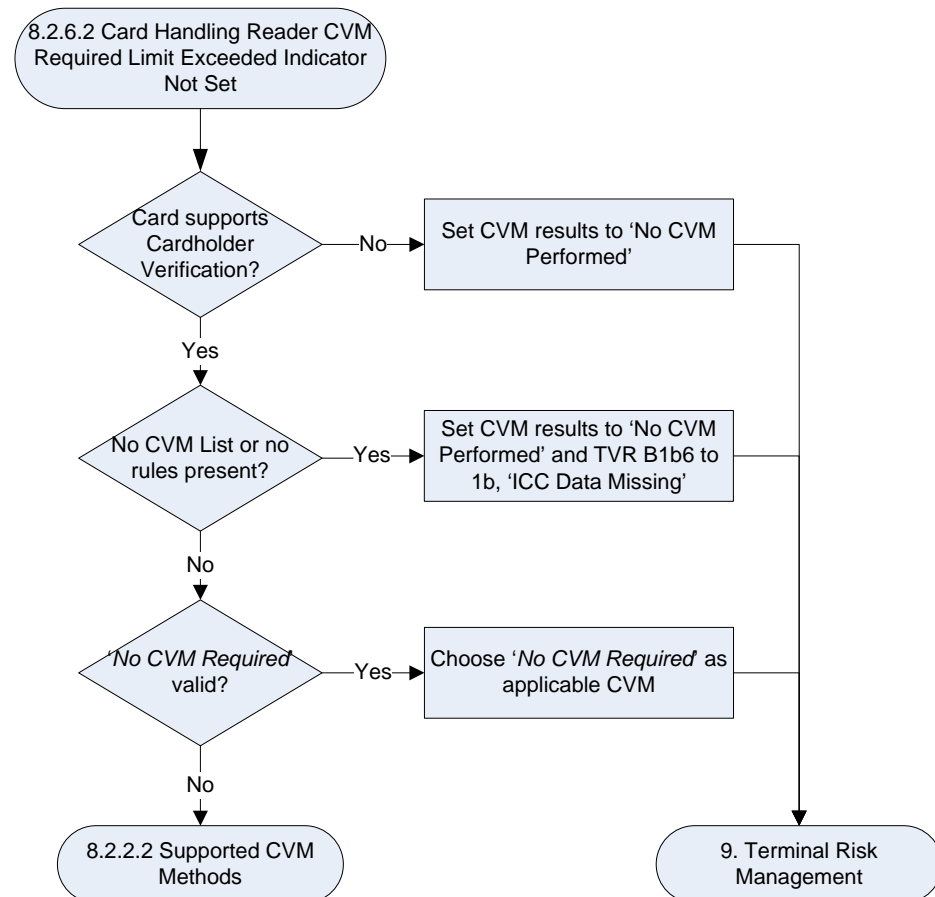 8.2.6.2 Card Handling Reader CVM
Required Limit Exceeded Indicator
Not Set
Card supports
Cardholder
Verification?
No
Set CVM results to ‘No CVM
Performed’
Yes
No CVM List or no
rules present?
Yes
Set CVM results to ‘No CVM
Performed’ and TVR B1b6 to
1b, ‘ICC Data Missing’
No
‘No CVM Required’
valid?
Yes
Choose ‘No CVM Required’ as
applicable CVM
No
8.2.2.2 Supported CVM
Methods
9. Terminal Risk
Management